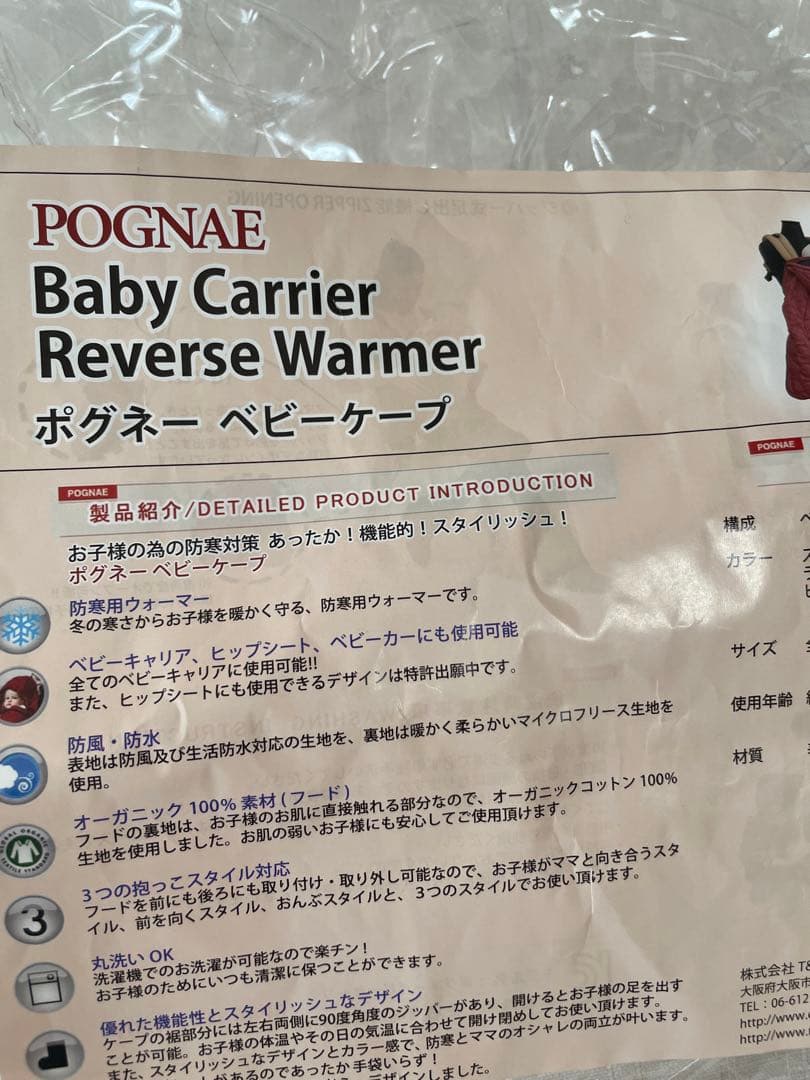 POGNAE
Baby Carrier
Reverse Warmer
ポグネー ベビーケープ
POGNAE
製品紹介/DETAILED PRODUCT INTRODUCTION
お子様の為の防寒対策 あったか！機能的！スタイリッシュ！
ポグネー ベビーケープ
防寒用ウォーマー
冬の寒さからお子様を暖かく守る、防寒用ウォーマーです。
ベビーキャリア、ヒップシート、ベビーカーにも使用可能
全てのベビーキャリアに使用可能!!
また、ヒップシートにも使用できるデザインは特許出願中です。
防風・防水
表地は防風及び生活防水対応の生地を、裏地は暖かく柔らかいマイクロフリース生地を
使用。
オーガニック 100% 素材 ( フード )
フードの裏地は、お子様のお肌に直接触れる部分なので、オーガニックコットン 100%
生地を使用しました。お肌の弱いお子様にも安心してご使用頂けます。
3
３つの抱っこスタイル対応
フードを前にも後ろにも取り付け・取り外し可能なので、お子様がママと向き合うスタ
イル、前を向くスタイル、おんぶスタイルと、３つのスタイルでお使い頂けます。
丸洗い OK
洗濯機でのお洗濯が可能なので楽チン！
お子様のためにいつも清潔に保つことができます。
優れた機能性とスタイリッシュなデザイン
ケープの裾部分には左右両側に90度角度のジッパーがあり、開けるとお子様の足を出す
ことが可能。お子様の体温やその日の気温に合わせて開け閉めしてお使い頂けます。
また、スタイリッシュなデザインとカラー感で、防寒とママのオシャレの両立が叶います。
があるのであったか 手袋いらず！
デザインしました。
POGNAE
構成
カラー
サイズ
使用年齢
材質
株式会社 T&
大阪府大阪市
TEL：06-612
http://www.
http://www.